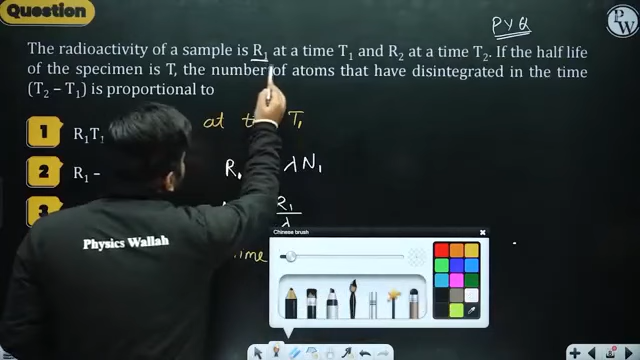 Question
PYQ
The radioactivity of a sample is R₁ at a time T₁ and R₂ at a time T₂. If the half life
of the specimen is T, the number of atoms that have disintegrated in the time
(T₂ – T₁) is proportional to
1 R₁T₁
at T₁
2 R₁ –
R₁ λN₁
3
R₁
λ
Physics Wallah
Chinese brush